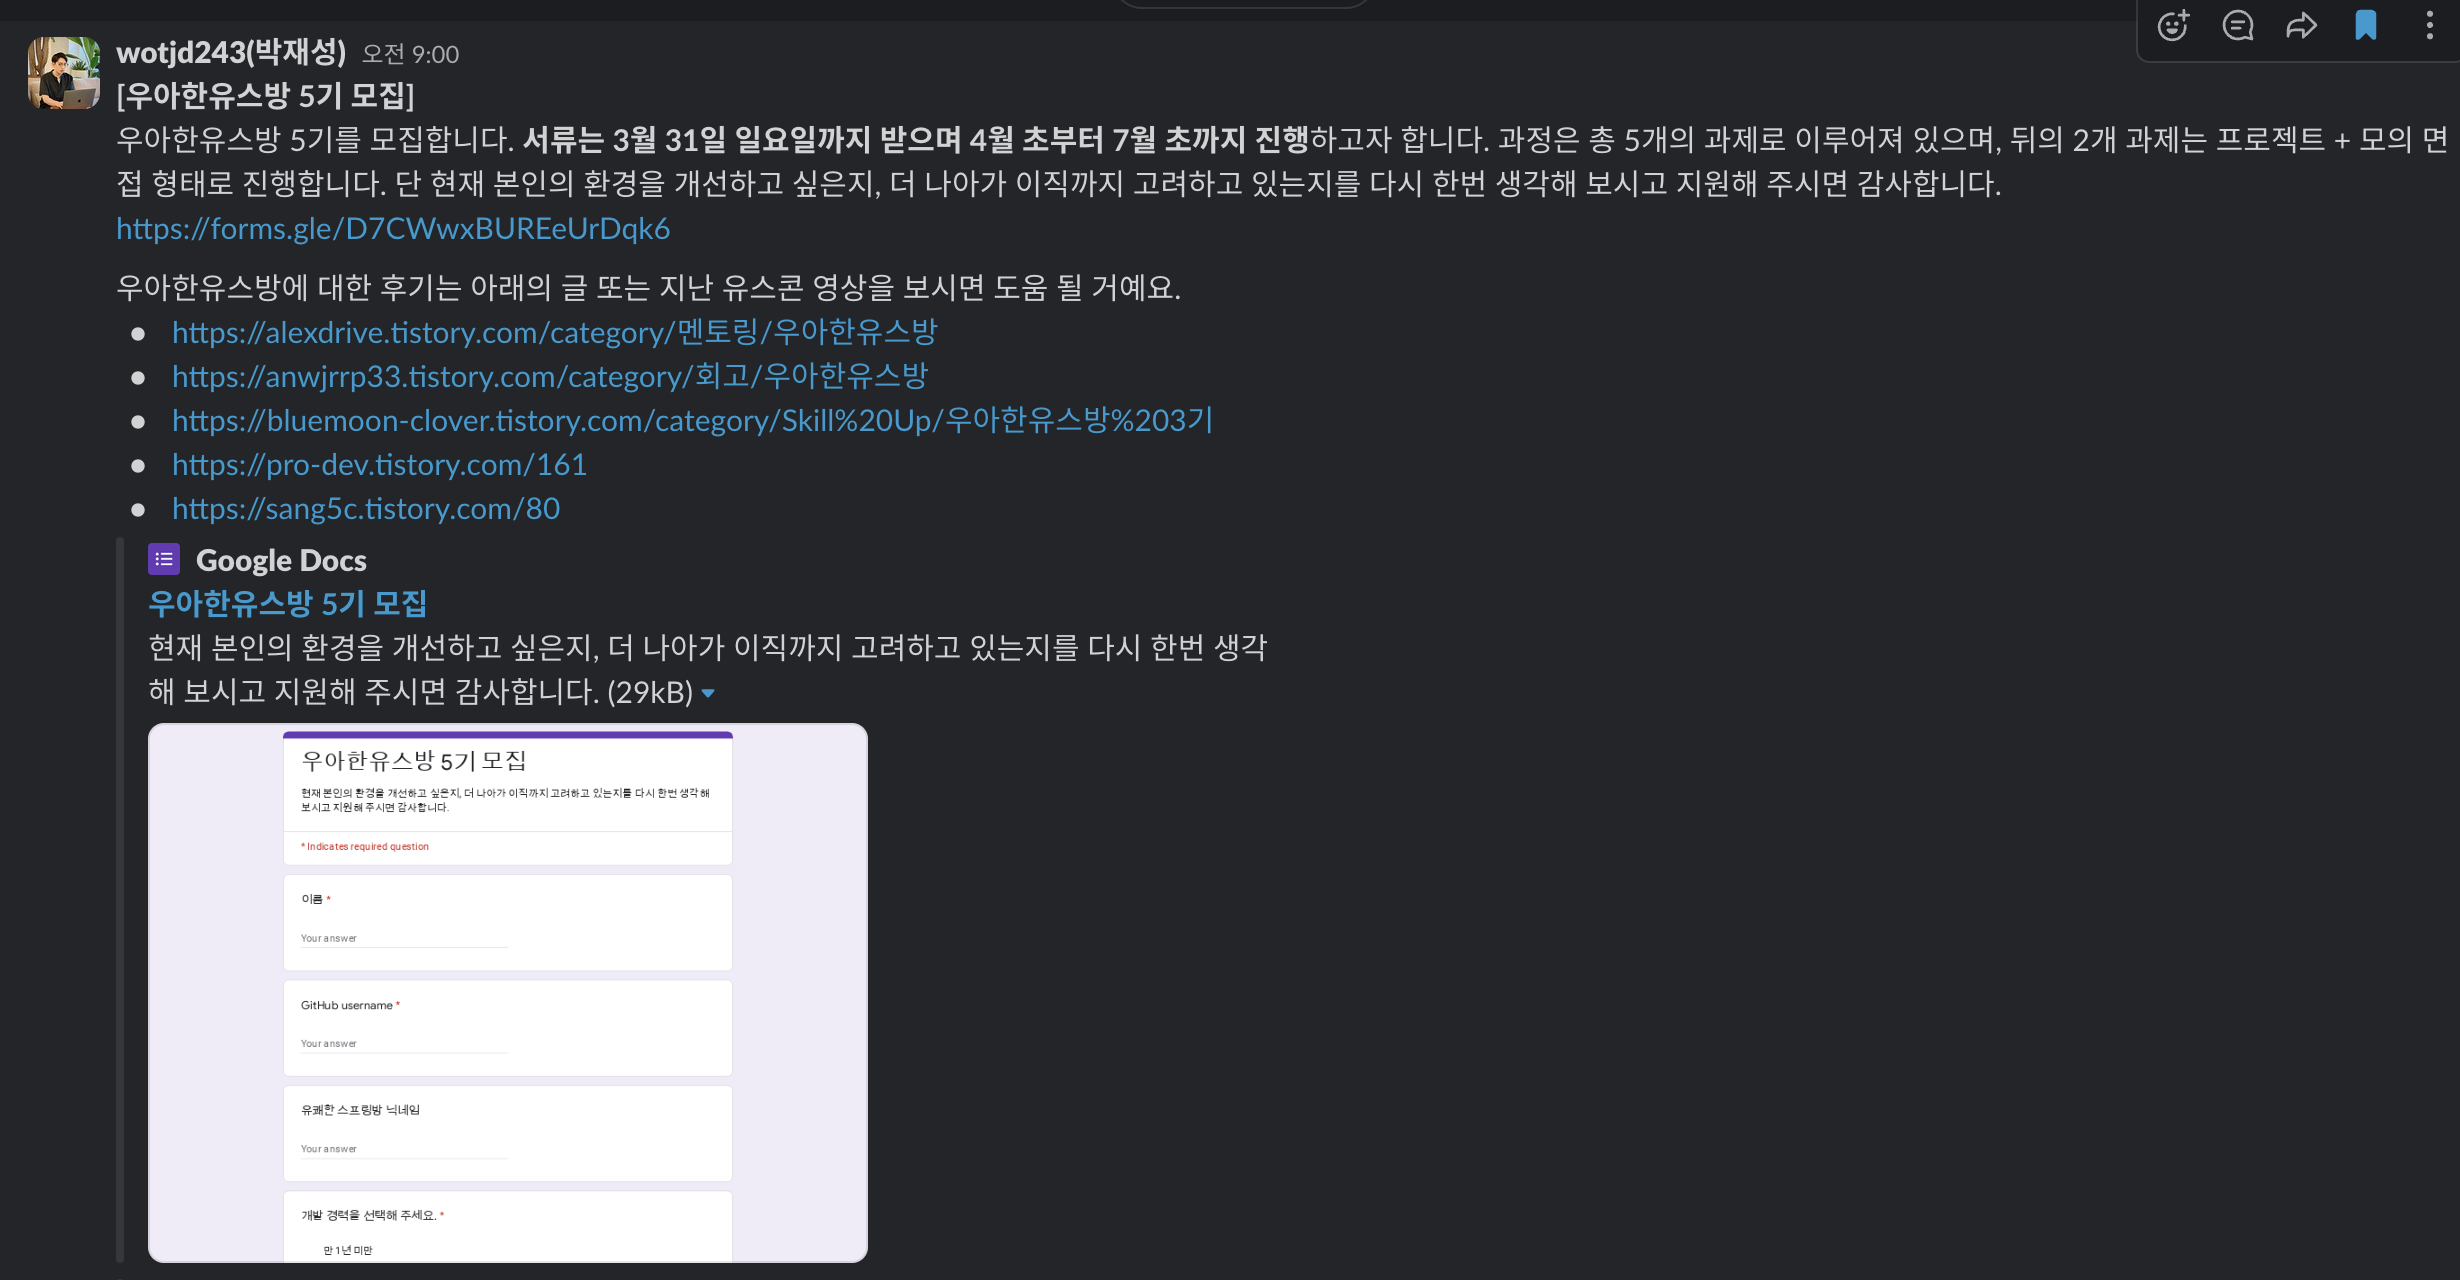 wotjd243(박재성) 오전 9:00
[우아한유스방 5기 모집]
우아한유스방 5기를 모집합니다. 서류는 3월 31일 일요일까지 받으며 4월 초부터 7월 초까지 진행하고자 합니다. 과정은 총 5개의 과제로 이루어져 있으며, 뒤의 2개 과제는 프로젝트 + 모의 면
접 형태로 진행합니다. 단 현재 본인의 환경을 개선하고 싶은지, 더 나아가 이직까지 고려하고 있는지를 다시 한번 생각해 보시고 지원해 주시면 감사합니다.
https://forms.gle/D7CWwxBUREeUrDqk6
우아한유스방에 대한 후기는 아래의 글 또는 지난 유스콘 영상을 보시면 도움 될 거예요.
● https://alexdrive.tistory.com/category/멘토링/우아한유스방
● https://anwjrrp33.tistory.com/category/회고/우아한유스방
● https://bluemoon-clover.tistory.com/category/Skill%20Up/우아한유스방%203기
● https://pro-dev.tistory.com/161
● https://sang5c.tistory.com/80
Google Docs
우아한유스방 5기 모집
현재 본인의 환경을 개선하고 싶은지, 더 나아가 이직까지 고려하고 있는지를 다시 한번 생각
해 보시고 지원해 주시면 감사합니다. (29kB)
우아한유스방 5기 모집
현재 본인의 환경을 개선하고 싶은지, 더 나아가 이직까지 고려하고 있는지를 다시 한번 생각해
보시고 지원해 주시면 감사합니다.
* Indicates required question
이름 *
Your answer
GitHub username *
Your answer
유쾌한 스프링방 닉네임
Your answer
개발 경력을 선택해 주세요. *
만 1년 미만